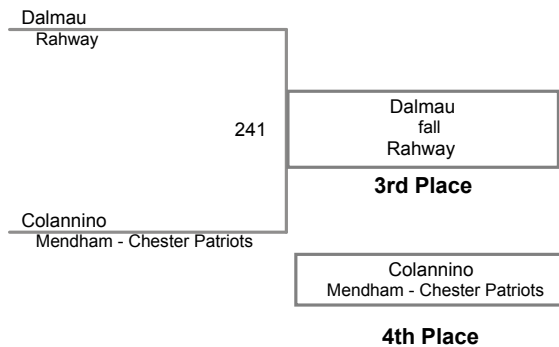 Dalmau
Rahway
241
Dalmau
fall
Rahway
3rd Place
Colannino
Mendham - Chester Patriots
Colannino
Mendham - Chester Patriots
4th Place